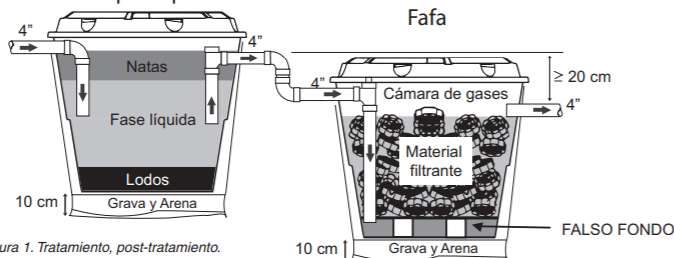 Fafa
4”
4”
Natas
4”
≥ 20 cm
Cámara de gases
4”
Fase líquida
Material
filtrante
Lodos
10 cm
Grava y Arena
FALSO FONDO
ura 1. Tratamiento, post-tratamiento.
10 cm
Grava y Arena